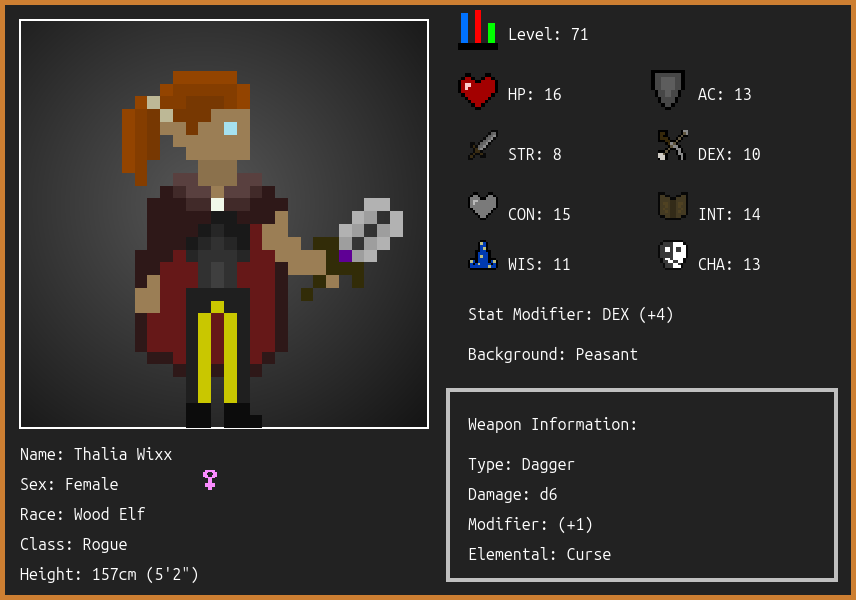 Level: 71
HP: 16
AC: 13
STR: 8
DEX: 10
CON: 15
INT: 14
WIS: 11
CHA: 13
Stat Modifier: DEX (+4)
Background: Peasant
Weapon Information:
Type: Dagger
Damage: d6
Modifier: (+1)
Elemental: Curse
Name: Thalia Wixx
Sex: Female
Race: Wood Elf
Class: Rogue
Height: 157cm (5'2")